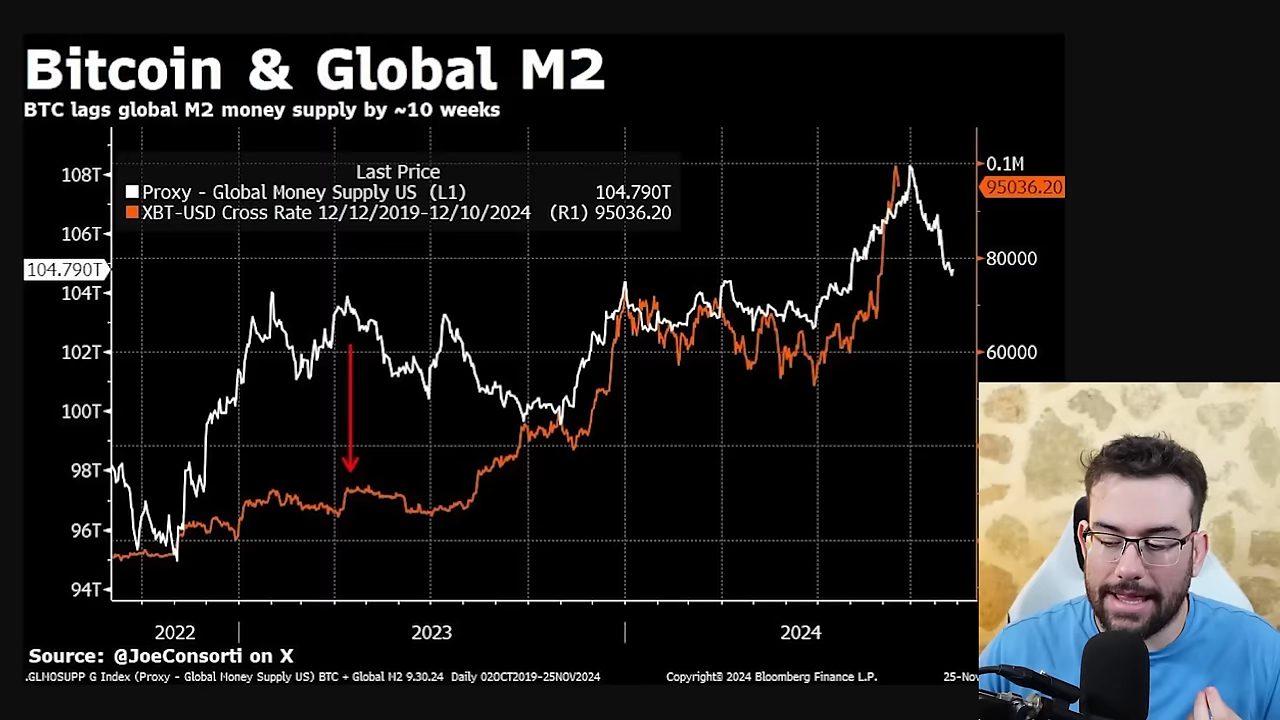 Bitcoin & Global M2
BTC lags global M2 money supply by ~10 weeks
Last Price
Proxy - Global Money Supply US (L1) 104.790T
XBT-USD Cross Rate 12/12/2019-12/10/2024 (R1) 95036.20
108T
106T
104.790T
104T
102T
100T
98T
96T
94T
0.1M
95036.20
80000
60000
2022 2023 2024
Source: @JoeConsorti on X
.GLMOSUPP G Index (Proxy - Global Money Supply US) BTC + Global M2 9.30.24 Daily 02OCT2019-25NOV2024 Copyright© 2024 Bloomberg Finance L.P. 25-Nov